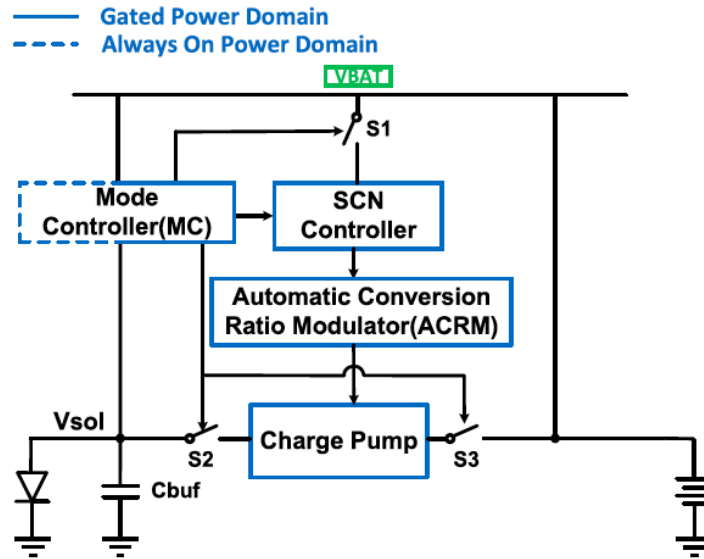 Gated Power Domain
Always On Power Domain
VBAT
S1
Mode
Controller(MC)
SCN
Controller
Automatic Conversion
Ratio Modulator(ACRM)
Vsol
S2
Charge Pump
S3
Cbuf